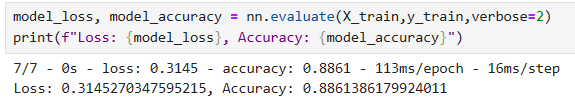 model_loss, model_accuracy = nn.evaluate(X_train,y_train,verbose=2)
print(f"Loss: {model_loss}, Accuracy: {model_accuracy}")
7/7 - 0s - loss: 0.3145 - accuracy: 0.8861 - 113ms/epoch - 16ms/step
Loss: 0.3145270347595215, Accuracy: 0.8861386179924011